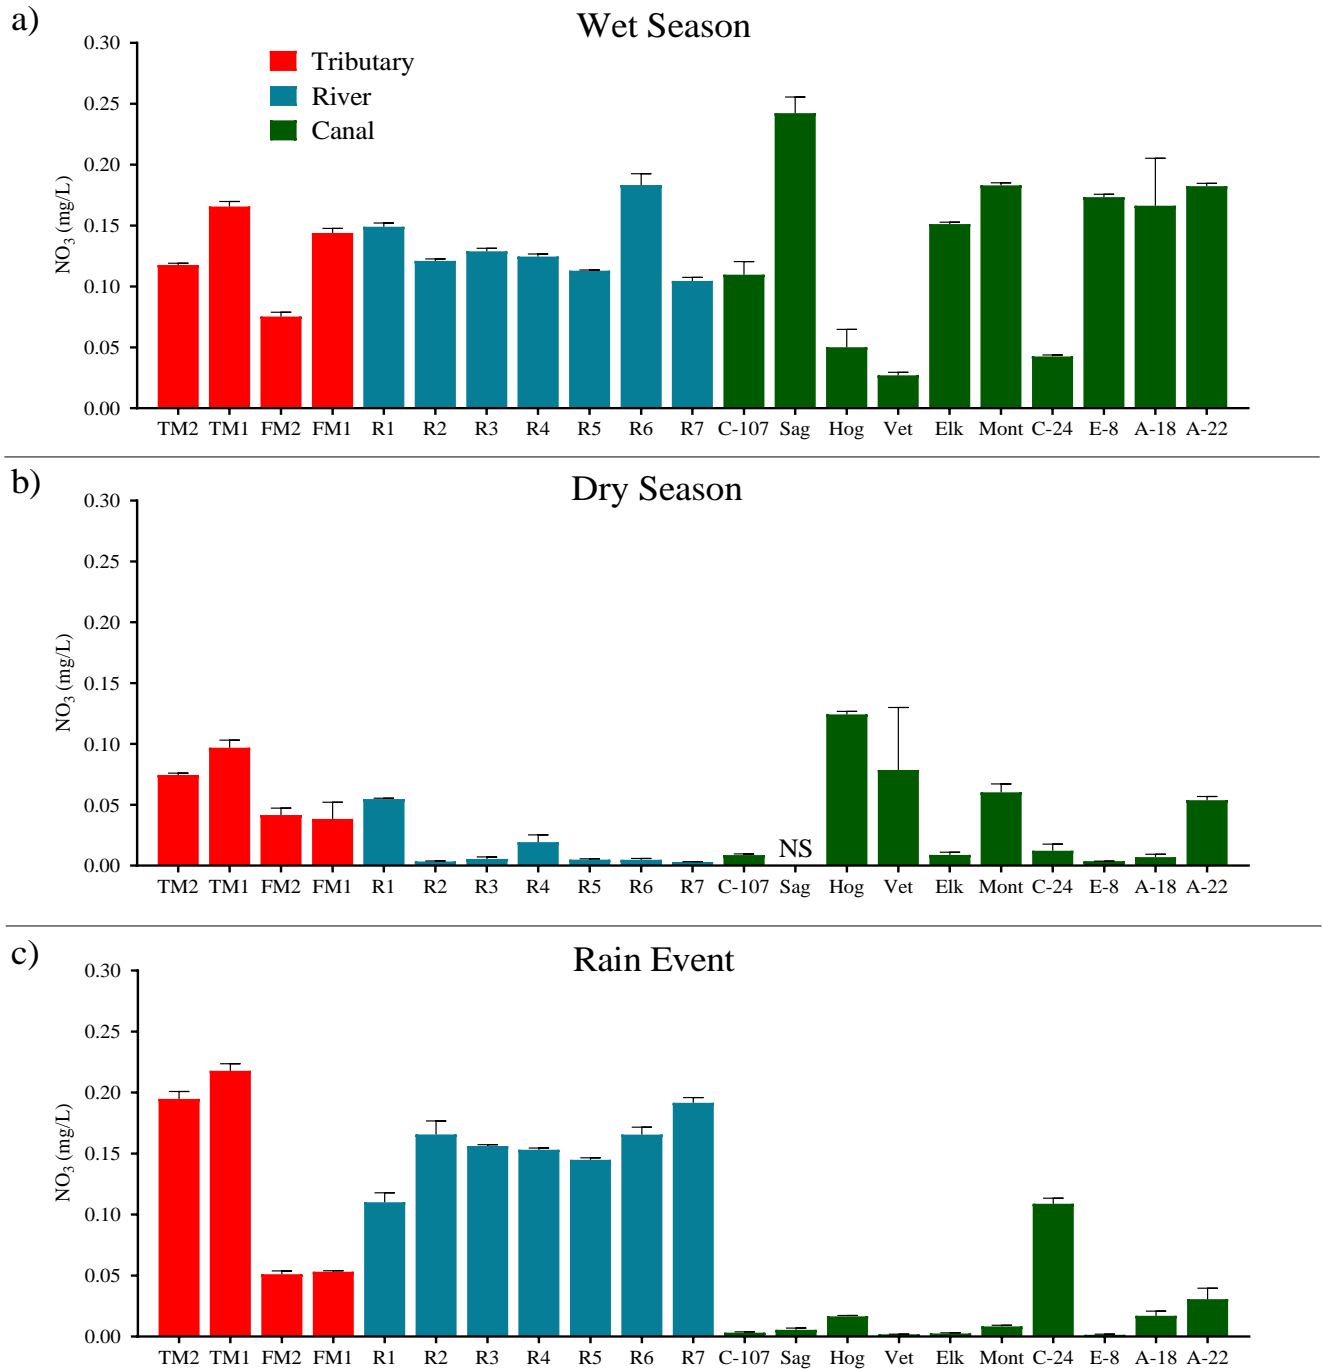 a)
Wet Season
Tributary
River
Canal
NO3 (mg/L)
0.30
0.25
0.20
0.15
0.10
0.05
0.00
TM2 TM1 FM2 FM1 R1 R2 R3 R4 R5 R6 R7 C-107 Sag Hog Vet Elk Mont C-24 E-8 A-18 A-22
b)
Dry Season
NO3 (mg/L)
0.30
0.25
0.20
0.15
0.10
0.05
0.00
NS
TM2 TM1 FM2 FM1 R1 R2 R3 R4 R5 R6 R7 C-107 Sag Hog Vet Elk Mont C-24 E-8 A-18 A-22
c)
Rain Event
NO3 (mg/L)
0.30
0.25
0.20
0.15
0.10
0.05
0.00
TM2 TM1 FM2 FM1 R1 R2 R3 R4 R5 R6 R7 C-107 Sag Hog Vet Elk Mont C-24 E-8 A-18 A-22